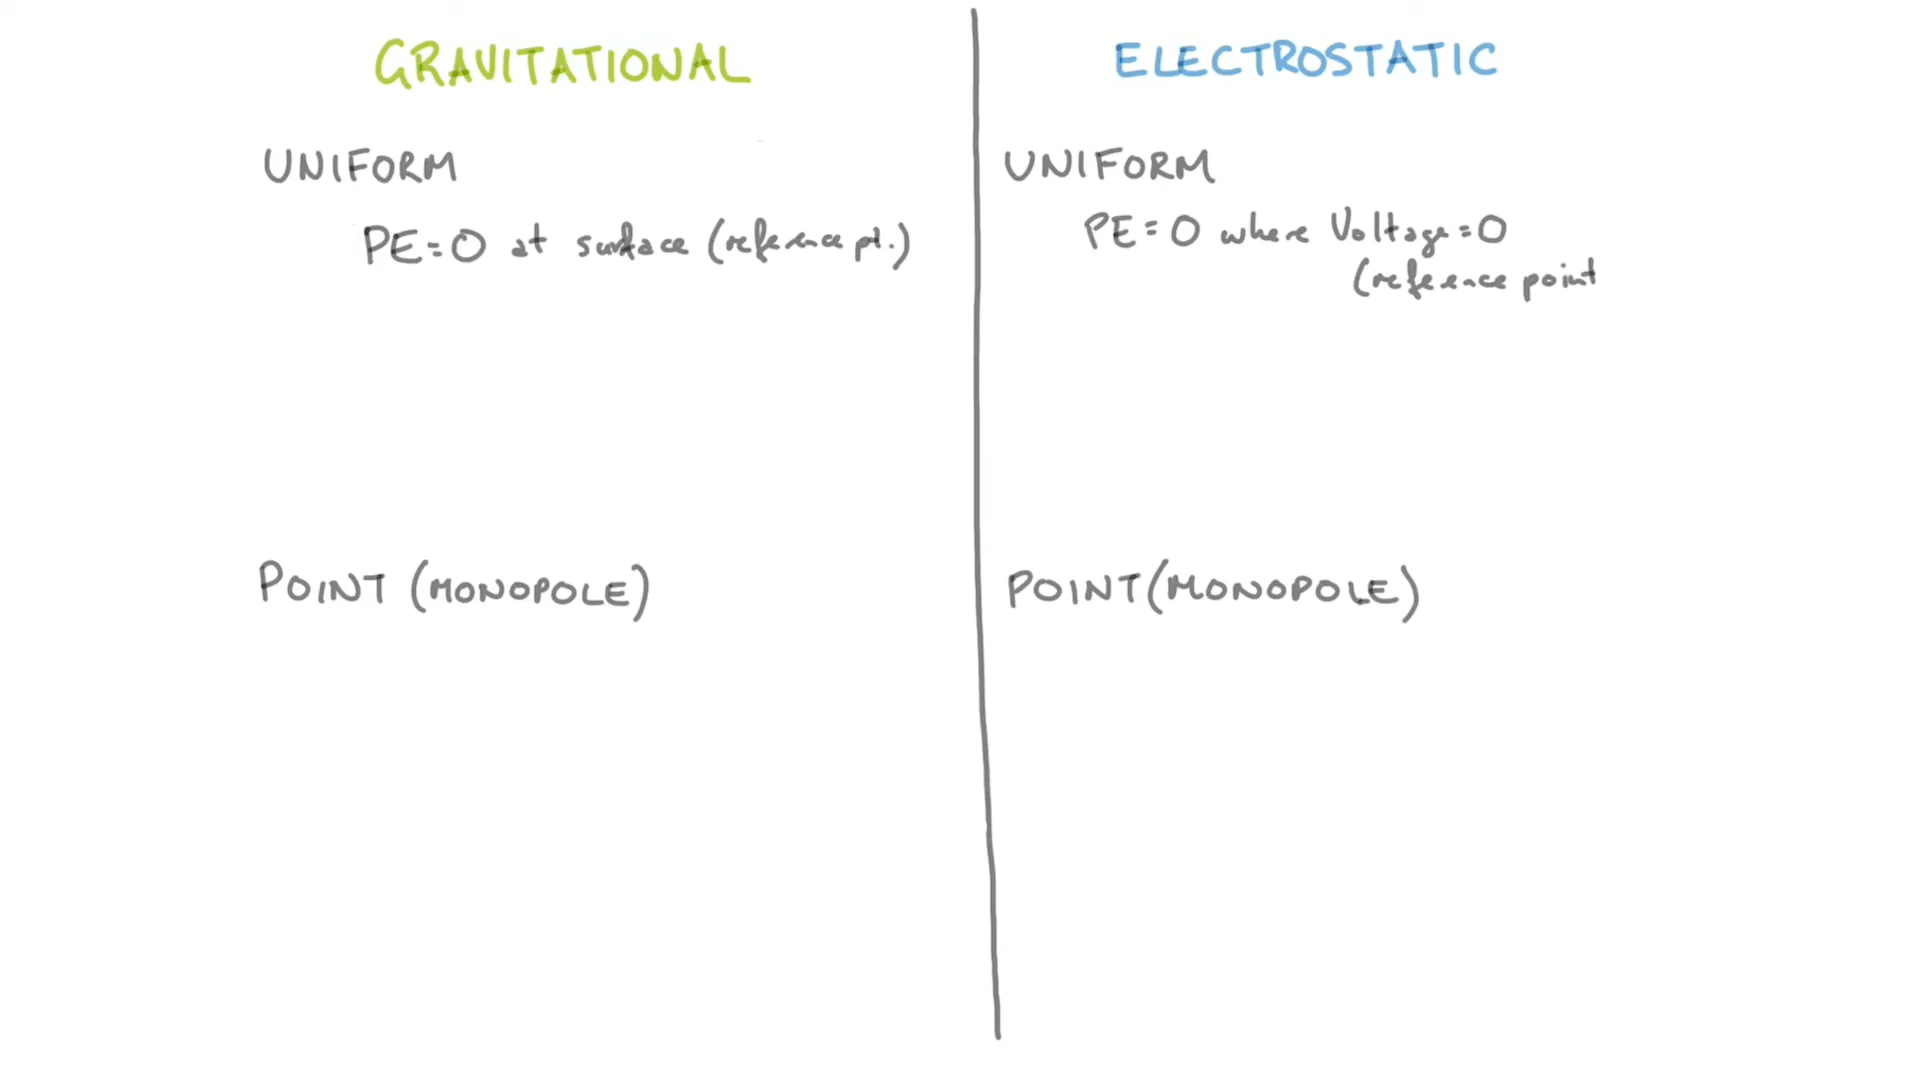 GRAVITATIONAL
UNIFORM
PE=0 at surface (reference pt.)
POINT (MONOPOLE)
ELECTROSTATIC
UNIFORM
PE=0 where Voltage=0
(reference point
POINT(MONOPOLE)